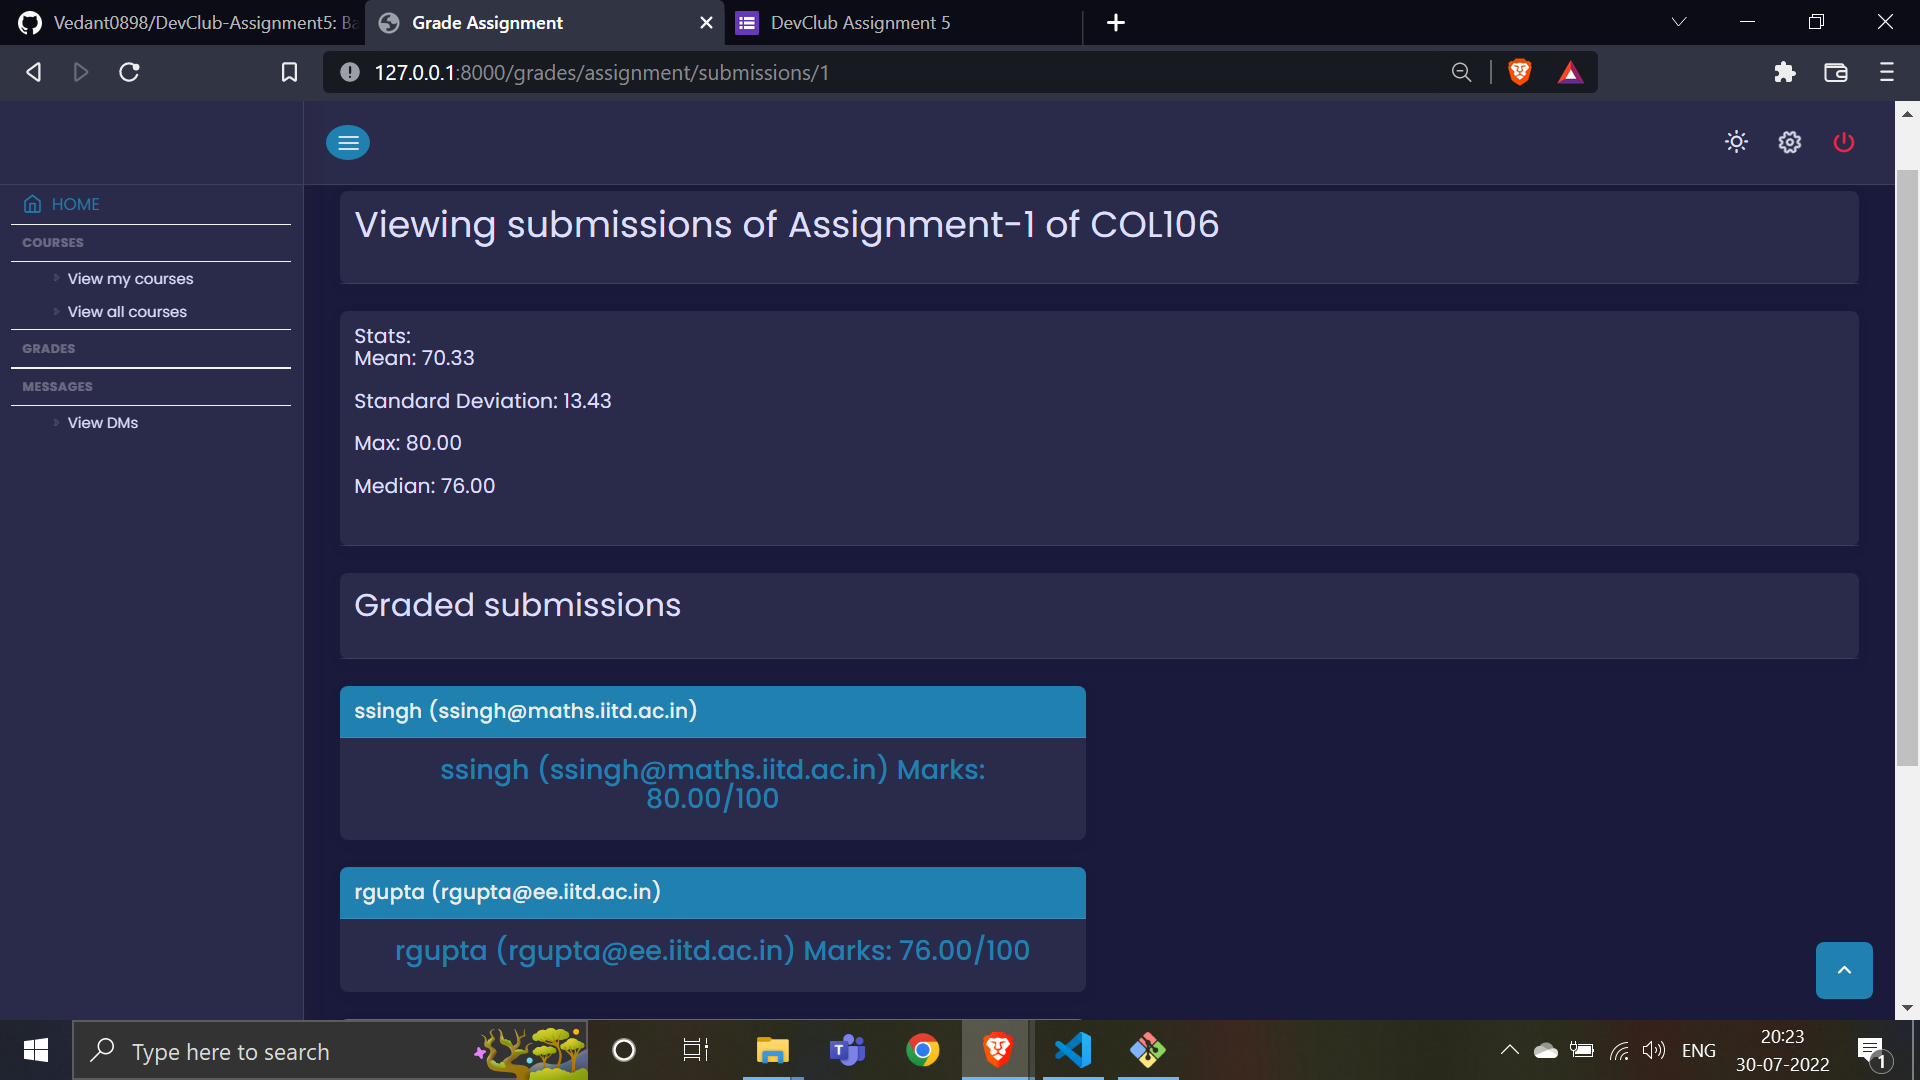 Vedant0898/DevClub-Assignment5: Ba
Grade Assignment
DevClub Assignment 5
127.0.0.1:8000/grades/assignment/submissions/1
HOME
COURSES
View my courses
View all courses
GRADES
MESSAGES
View DMs
Viewing submissions of Assignment-1 of COL106
Stats:
Mean: 70.33
Standard Deviation: 13.43
Max: 80.00
Median: 76.00
Graded submissions
ssingh (ssingh@maths.iitd.ac.in)
ssingh (ssingh@maths.iitd.ac.in) Marks:
80.00/100
rgupta (rgupta@ee.iitd.ac.in)
rgupta (rgupta@ee.iitd.ac.in) Marks: 76.00/100
Type here to search
ENG
20:23
30-07-2022
1